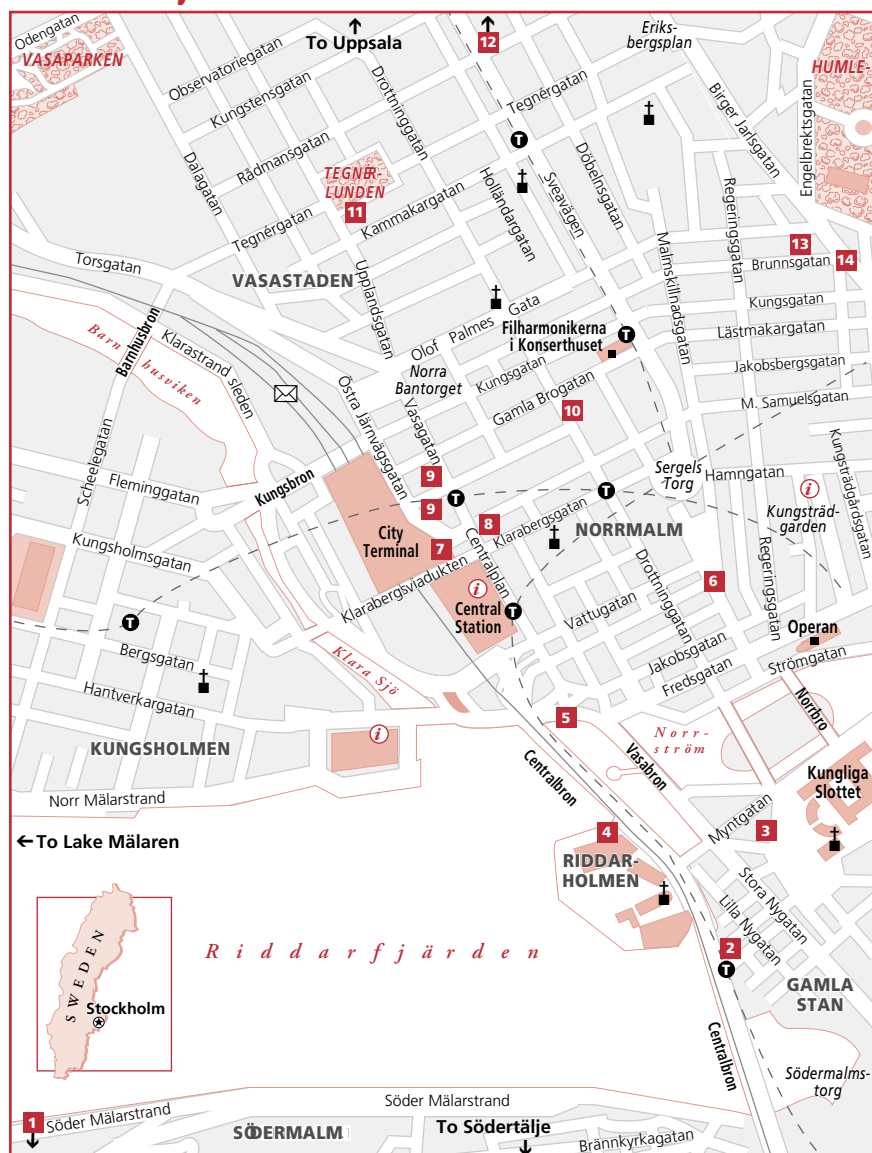 Odengatan
VASAPARKEN
Observatoriegatan
To Uppsala
12
Eriks-
bergsplan
HUMLE-
Kungstensgatan
Drottninggatan
Tegnérgatan
Birger Jarlsgatan
Engelbrektsgatan
Dalagatan
Rådmansgatan
TEGNÉR-
LUNDEN
11
T
Holländargatan
Sveavägen
Döbelnsgatan
Regeringsgatan
Tegnérgatan
Kammakargatan
Malmskillnadsgatan
13
14
Brunnsgatan
Torsgatan
VASASTADEN
Upplandsgatan
Kungsgatan
Barnhusbron
Barn
husviken
Klarastrand sleden
Olof Palmes Gata
Filharmonikerna
i Konserthuset
T
Lästmakargatan
Norra
Bantorget
Kungsgatan
Jakobsbergsgatan
Östra Järnvägsgatan
Vasagatan
Gamla Brogatan
10
M. Samuelsgatan
Scheelegatan
Fleminggatan
Kungsbron
9
T
9
Sergels
Torg
Hamngatan
Kungsträdgårdsgatan
i
Kungsträd-
garden
T
8
Klarabergsgatan
NORRMALM
Kungsholmsgatan
City
Terminal
7
Centralplan
Klarabergsviadukten
i
Central
Station
T
Vattugatan
Drottninggatan
6
Regeringsgatan
Operan
T
Bergsgatan
Hantverkargatan
Klara Sjö
Jakobsgatan
Fredsgatan
Strömgatan
KUNGSHOLMEN
i
5
Norr-
ström
Norrbro
Vasabron
Centralbron
Kungliga
Slottet
Norr Mälarstrand
To Lake Mälaren
4
Myntgatan
3
RIDDAR-
HOLMEN
Stora Nygatan
Lilla Nygatan
SWEDEN
Stockholm
Riddarfjärden
2
T
GAMLA
STAN
Centralbron
Södermalms-
torg
1
Söder Mälarstrand
Söder Mälarstrand
SÖDERMALM
To Södertälje
Brännkyrkagatan